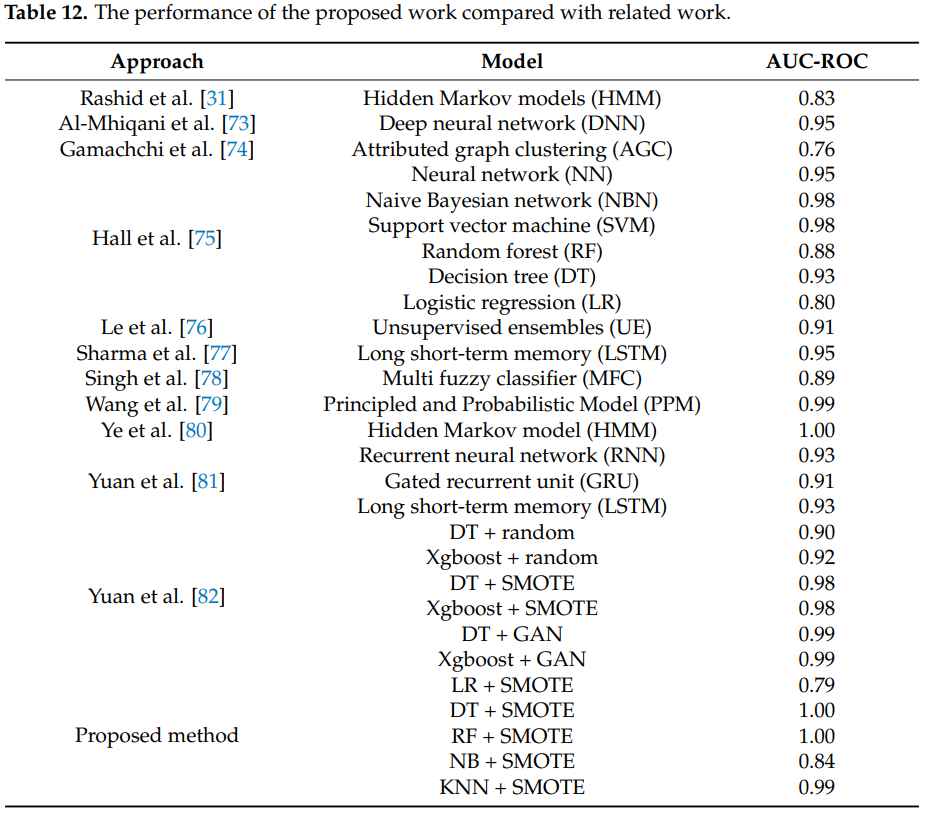 Table 12. The performance of the proposed work compared with related work.
Approach Model AUC-ROC
Rashid et al. [31] Hidden Markov models (HMM) 0.83
Al-Mhiqani et al. [73] Deep neural network (DNN) 0.95
Gamachchi et al. [74] Attributed graph clustering (AGC) 0.76
Neural network (NN) 0.95
Naive Bayesian network (NBN) 0.98
Support vector machine (SVM) 0.98
Hall et al. [75]
Random forest (RF) 0.88
Decision tree (DT) 0.93
Logistic regression (LR) 0.80
Le et al. [76] Unsupervised ensembles (UE) 0.91
Sharma et al. [77] Long short-term memory (LSTM) 0.95
Singh et al. [78] Multi fuzzy classifier (MFC) 0.89
Wang et al. [79] Principled and Probabilistic Model (PPM) 0.99
Ye et al. [80] Hidden Markov model (HMM) 1.00
Recurrent neural network (RNN) 0.93
Yuan et al. [81] Gated recurrent unit (GRU) 0.91
Long short-term memory (LSTM) 0.93
DT + random 0.90
Xgboost + random 0.92
DT + SMOTE 0.98
Yuan et al. [82]
Xgboost + SMOTE 0.98
DT + GAN 0.99
Xgboost + GAN 0.99
LR + SMOTE 0.79
DT + SMOTE 1.00
Proposed method RF + SMOTE 1.00
NB + SMOTE 0.84
KNN + SMOTE 0.99